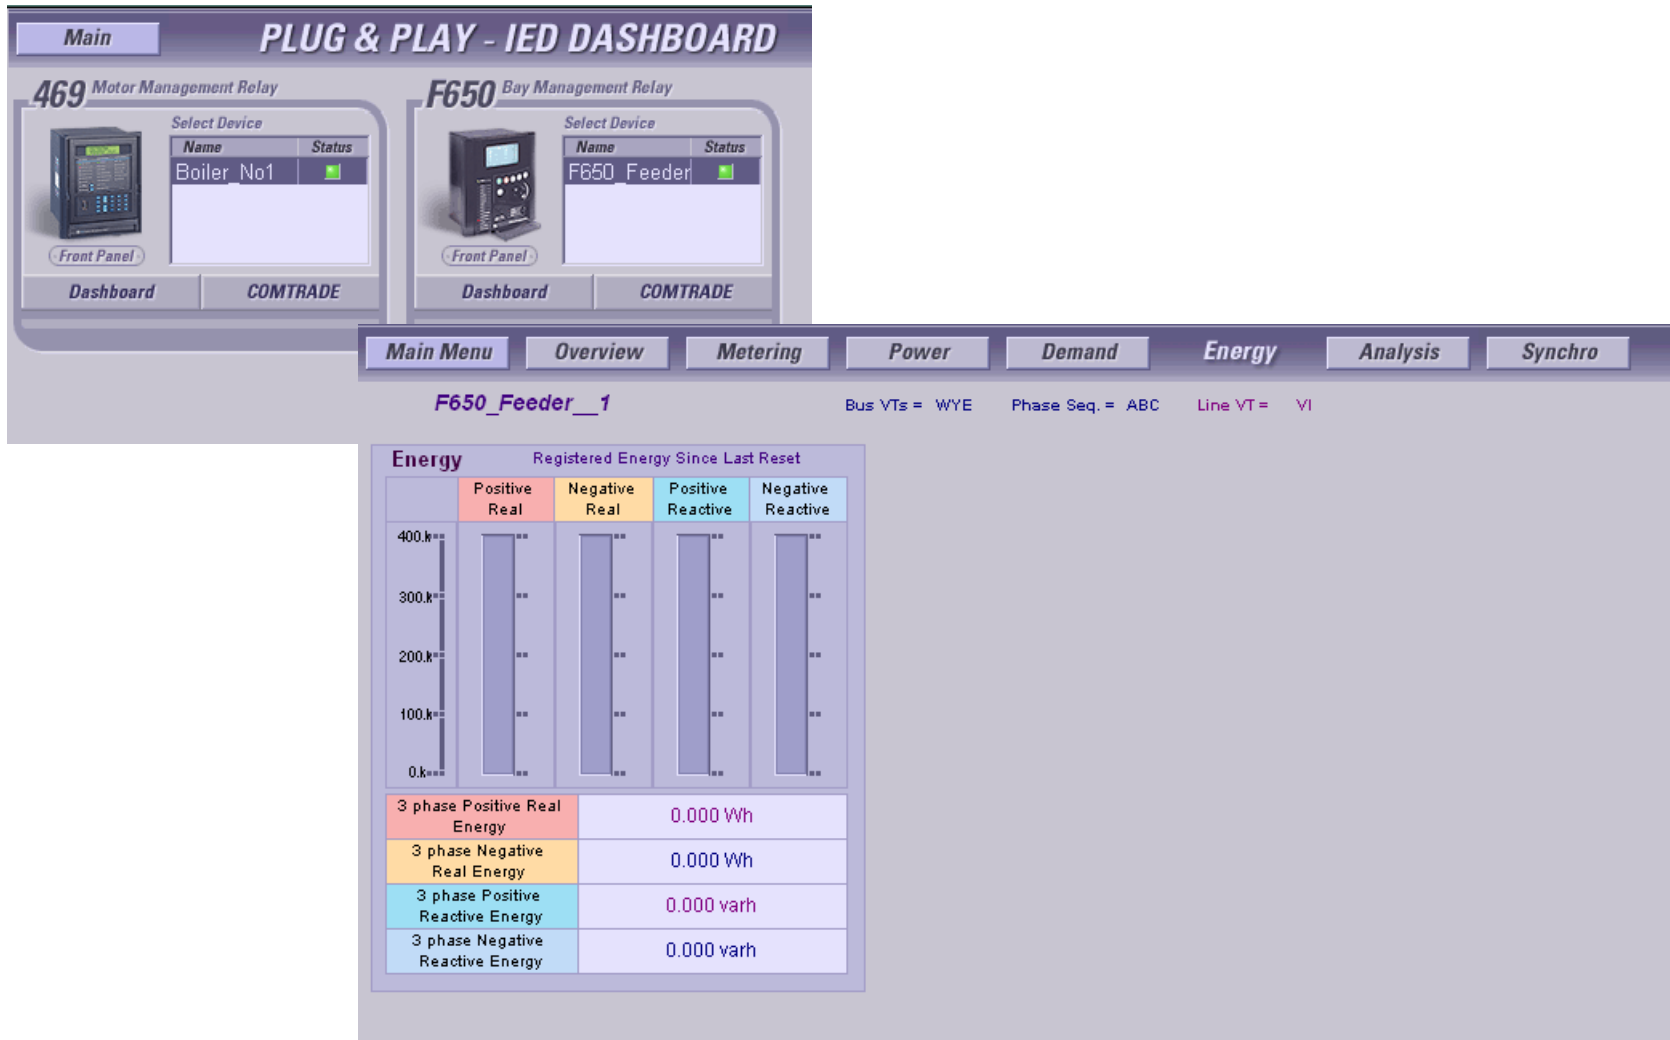 Main
PLUG & PLAY - IED DASHBOARD
469 Motor Management Relay
Select Device
Name Status
Boiler_No1
Front Panel
Dashboard COMTRADE
F650 Bay Management Relay
Select Device
Name Status
F650_Feeder
Front Panel
Dashboard COMTRADE
Main Menu Overview Metering Power Demand Energy Analysis Synchro
F650_Feeder__1 Bus VTs = WYE Phase Seq. = ABC Line VT = VI
Energy Registered Energy Since Last Reset
Positive Real
Negative Real
Positive Reactive
Negative Reactive
400.k
300.k
200.k
100.k
0.k
3 phase Positive Real
Energy
0.000 Wh
3 phase Negative
Real Energy
0.000 Wh
3 phase Positive
Reactive Energy
0.000 varh
3 phase Negative
Reactive Energy
0.000 varh